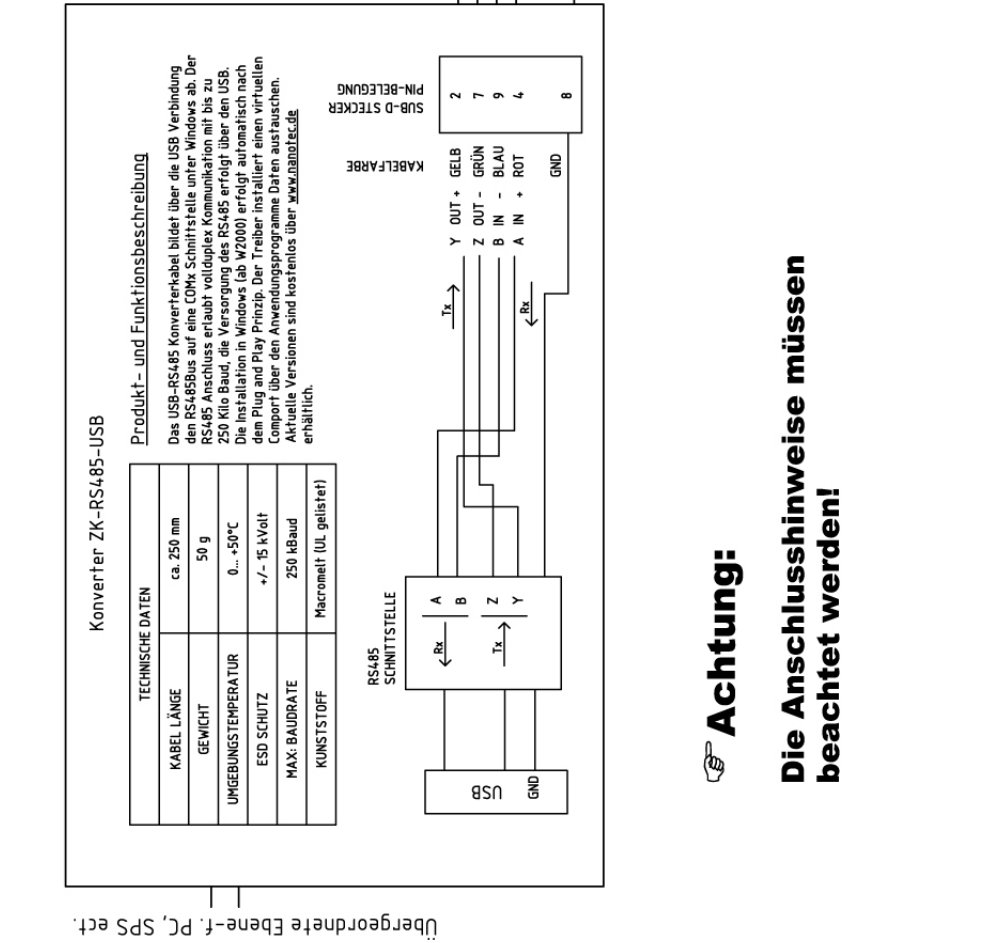 Konverter ZK-RS485-USB
TECHNISCHE DATEN
KABEL LÄNGE ca. 250 mm
GEWICHT 50 g
UMGEBUNGSTEMPERATUR 0... +50°C
ESD SCHUTZ +/- 15 kVolt
MAX: BAUDRATE 250 kBaud
KUNSTSTOFF Macromelt (UL gelistet)
Produkt- und Funktionsbeschreibung
Das USB-RS485 Konverterkabel bildet über die USB Verbindung
den RS485Bus auf eine COMx Schnittstelle unter Windows ab. Der
RS485 Anschluss erlaubt vollduplex Kommunikation mit bis zu
250 Kilo Baud, die Versorgung des RS485 erfolgt über den USB.
Die Installation in Windows (ab W2000) erfolgt automatisch nach
dem Plug and Play Prinzip. Der Treiber installiert einen virtuellen
Comport über den Anwendungsprogramme Daten austauschen.
Aktuelle Versionen sind kostenlos über www.nanotec.de
erhältlich.
RS485
SCHNITTSTELLE
USB
GND
Rx
Tx
A
B
Z
Y
Tx
Rx
KABELFARBE
SUB-D STECKER
PIN-BELEGUNG
Y OUT + GELB 2
Z OUT - GRÜN 7
B IN - BLAU 9
A IN + ROT 4
GND 8
Übergeordnete Ebene-f. PC, SPS ect.
☞ Achtung:
Die Anschlusshinweise müssen
beachtet werden!